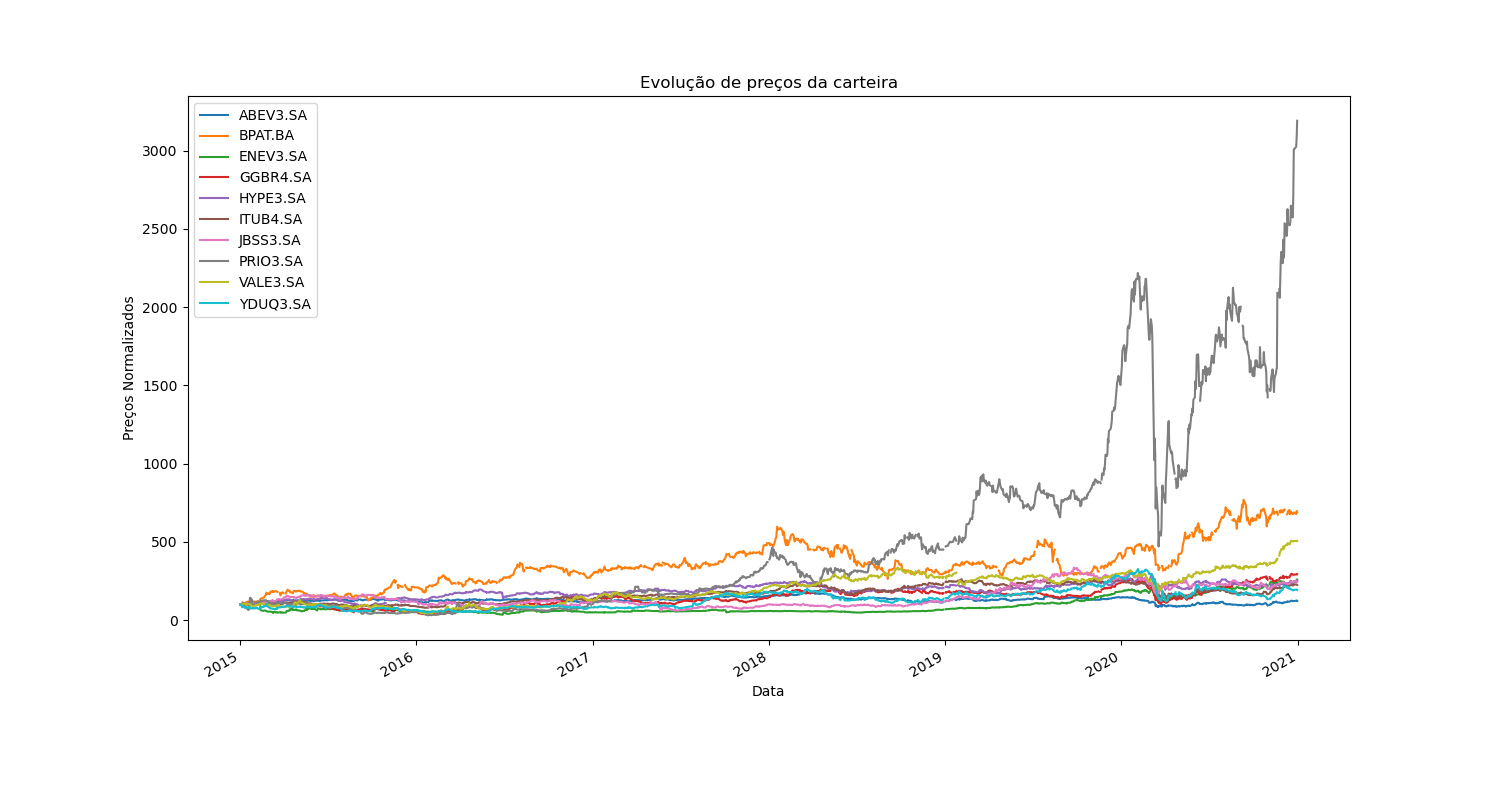 Evolução de preços da carteira
ABEV3.SA
BPAT.BA
ENEV3.SA
GGBR4.SA
HYPE3.SA
ITUB4.SA
JBSS3.SA
PRIO3.SA
VALE3.SA
YDUQ3.SA
Preços Normalizados
3000
2500
2000
1500
1000
500
0
2015
2016
2017
2018
2019
2020
2021
Data